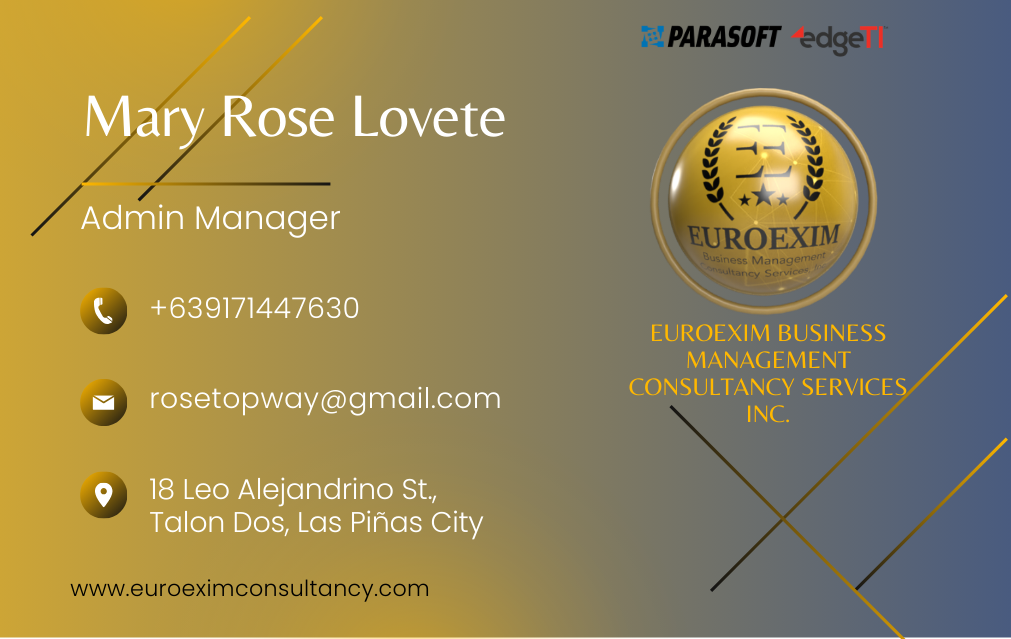 PARASOFT edgeTI
Mary Rose Lovete
Admin Manager
+639171447630
rosetopway@gmail.com
18 Leo Alejandrino St.,
Talon Dos, Las Piñas City
www.euroeximconsultancy.com
EUROEXIM
Business Management
Consultancy Services
EUROEXIM BUSINESS
MANAGEMENT
CONSULTANCY SERVICES
INC.